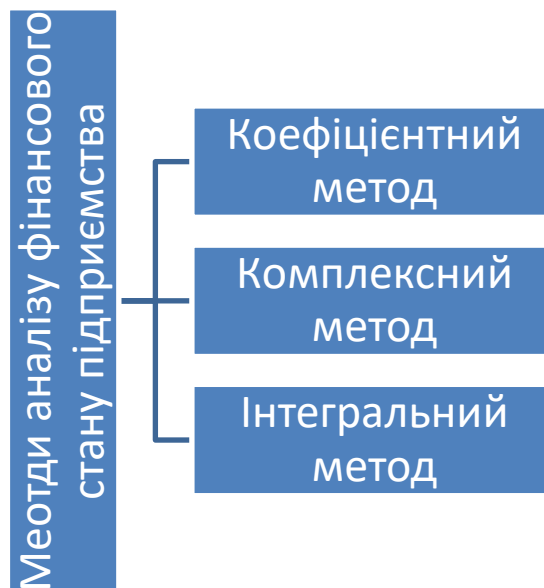 Меотди аналізу фінансового
стану підприємства
Коефіцієнтний
метод
Комплексний
метод
Інтегральний
метод